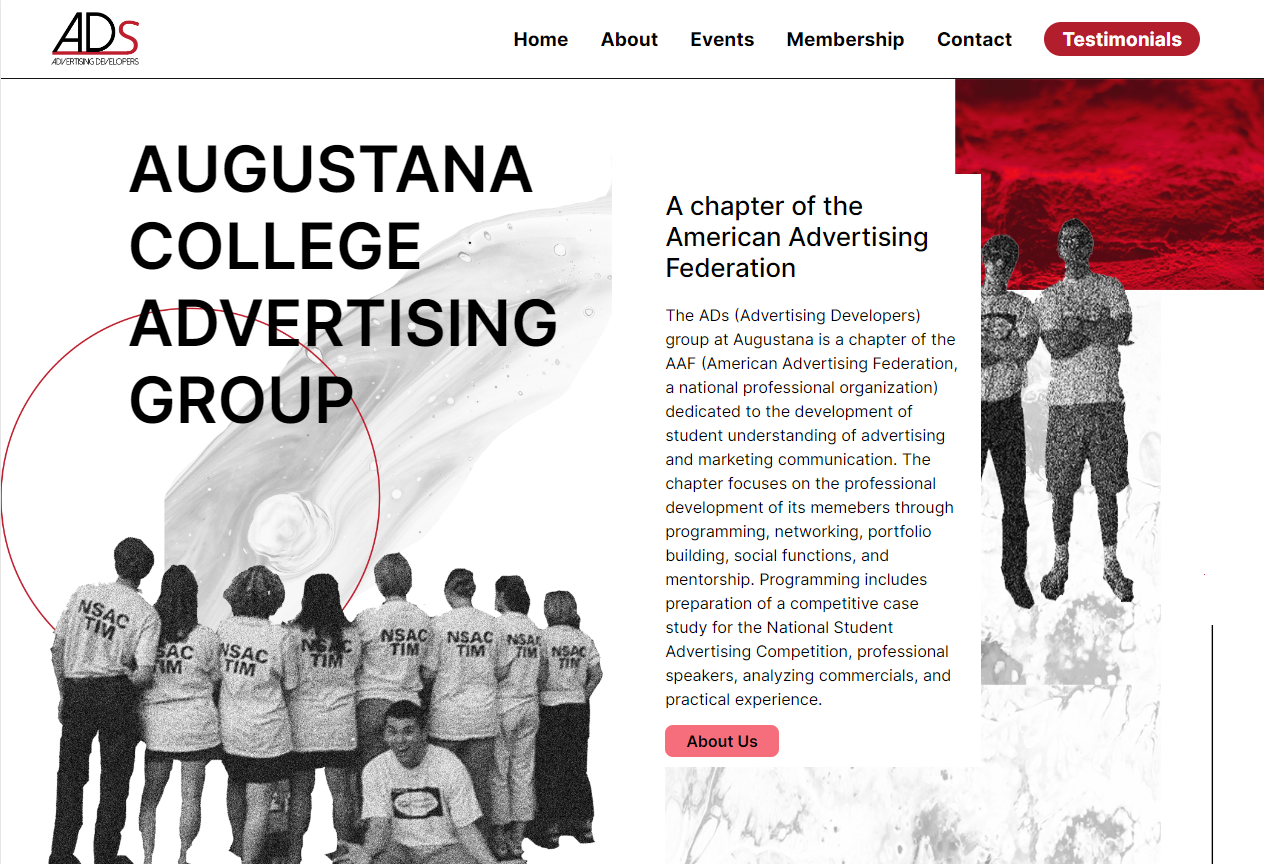 ADS
ADVERTISING DEVELOPERS
Home About Events Membership Contact Testimonials
AUGUSTANA
COLLEGE
ADVERTISING
GROUP
A chapter of the
American Advertising
Federation
The ADs (Advertising Developers)
group at Augustana is a chapter of the
AAF (American Advertising Federation,
a national professional organization)
dedicated to the development of
student understanding of advertising
and marketing communication. The
chapter focuses on the professional
development of its memebers through
programming, networking, portfolio
building, social functions, and
mentorship. Programming includes
preparation of a competitive case
study for the National Student
Advertising Competition, professional
speakers, analyzing commercials, and
practical experience.
About Us
NSAC
TIM
SAC
IM
NSAC
TIM
NSAC
TIM
NSAC
TIM
NSAC
TIM
NSA
TIM
NSAC
TIM